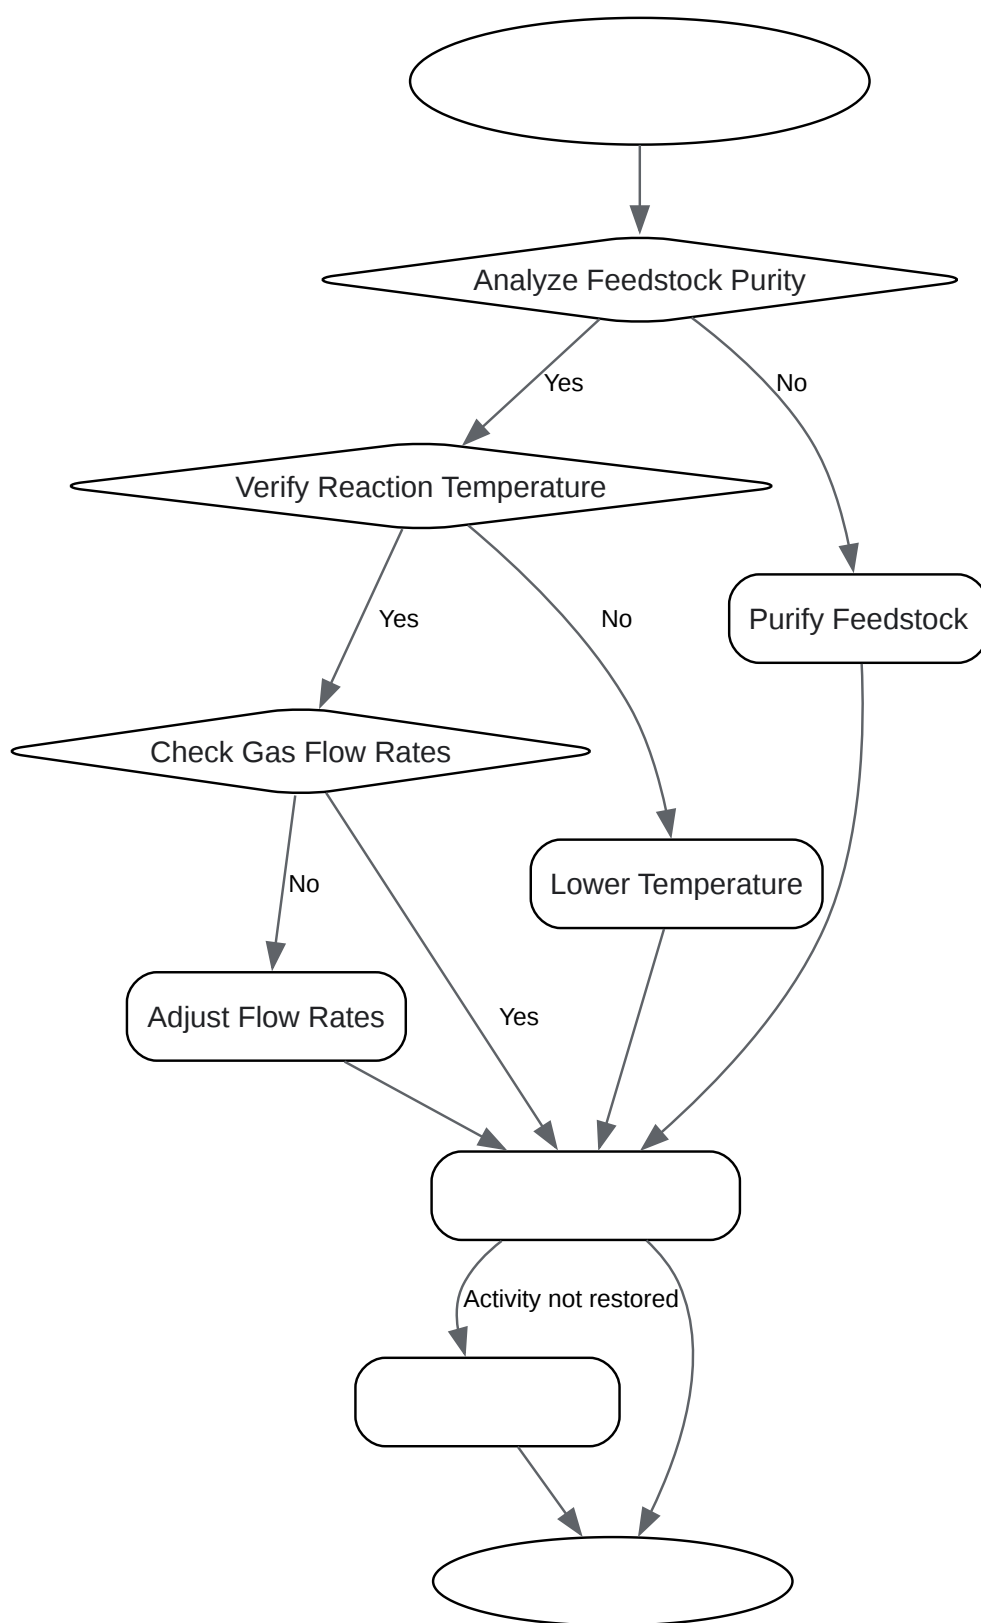 Analyze Feedstock Purity
Yes
No
Verify Reaction Temperature
Yes
No
Purify Feedstock
Check Gas Flow Rates
No
Lower Temperature
Adjust Flow Rates
Yes
Activity not restored